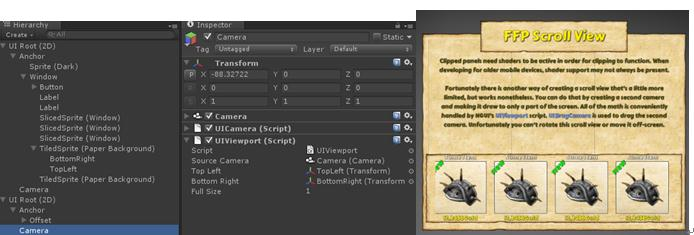 Hierarchy
Create
All
UI Root (2D)
Anchor
Sprite (Dark)
Window
Button
Label
Label
SlicedSprite (Window)
SlicedSprite (Window)
SlicedSprite (Window)
TiledSprite (Paper Background)
BottomRight
TopLeft
TiledSprite (Paper Background)
Camera
UI Root (2D)
Anchor
Offset
Camera
Inspector
Camera
Static
Tag Untagged Layer Default
Transform
P X -88.32722 Y 0 Z 0
R X 0 Y 0 Z 0
S X 1 Y 1 Z 1
Camera
UICamera (Script)
UIViewport (Script)
Script UIViewport
Source Camera Camera (Camera)
Top Left TopLeft (Transform)
Bottom Right BottomRight (Transform
Full Size 1
FFP Scroll View
Clipped panels need shaders to be active in order for clipping to function. When
developing for older mobile devices, shader support may not always be present.
Fortunately there is another way of creating a scroll view that's a little more
limited, but works nonetheless. You can do that by creating a second camera
and making it draw to only a part of the screen. All of the math is conveniently
handled by NGUI's UIViewport script. UIDragCamera is used to drag the second
camera. Unfortunately you can't rotate this scroll view or move it off-screen.